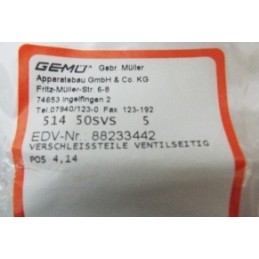 GEMÜ Gebr. Müller
Apparatebau GmbH & Co. KG
Fritz-Müller-Str. 6-8
74653 Ingelfingen 2
Tel. 07940/123-0 Fax 123-192
514 50SVS 5
EDV-Nr. 88233442
VERSCHLEISSTEILE VENTILSEITIG
POS 4,14